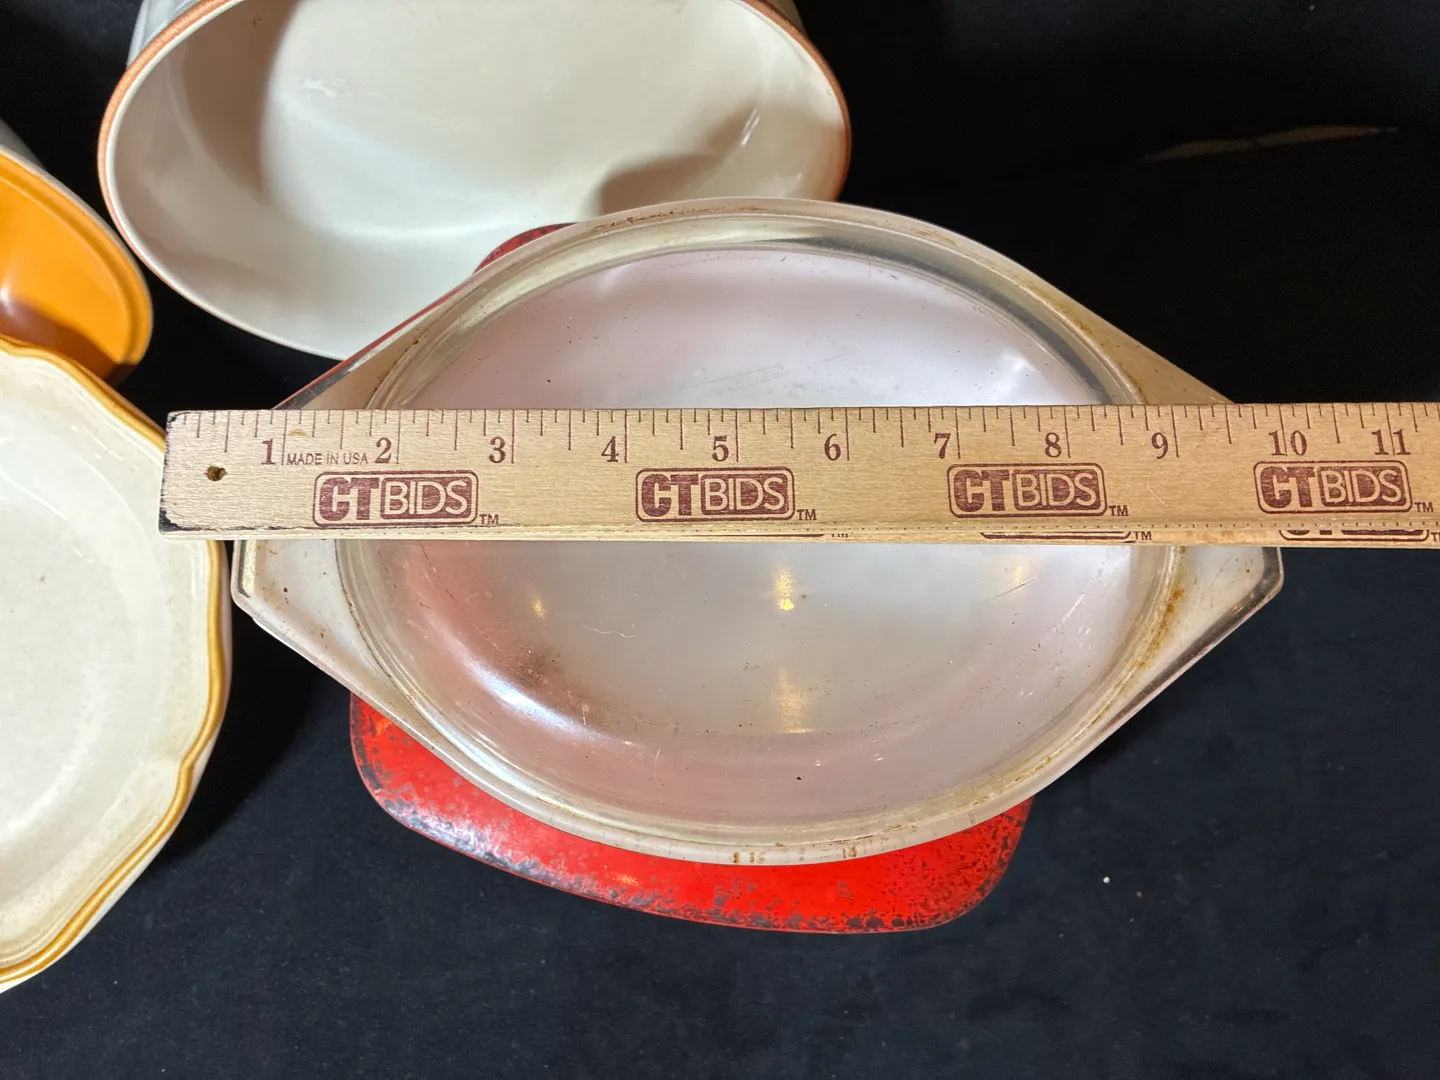 1 2 3 4 5 6 7 8 9 10 11
MADE IN USA
CTBIDS™ CTBIDS™ CTBIDS™ CTBIDS™